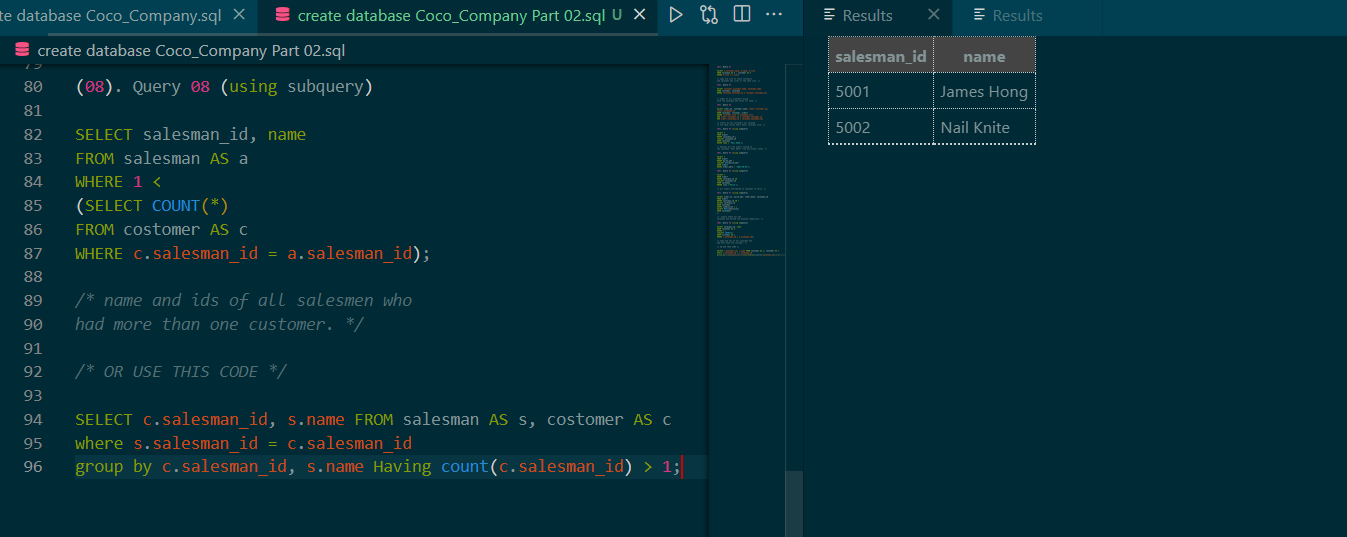 te database Coco_Company.sql
create database Coco_Company Part 02.sql U
Results
Results
create database Coco_Company Part 02.sql
79
80 (08). Query 08 (using subquery)
81
82 SELECT salesman_id, name
83 FROM salesman AS a
84 WHERE 1 <
85 (SELECT COUNT(*)
86 FROM costomer AS c
87 WHERE c.salesman_id = a.salesman_id);
88
89 /* name and ids of all salesmen who
90 had more than one customer. */
91
92 /* OR USE THIS CODE */
93
94 SELECT c.salesman_id, s.name FROM salesman AS s, costomer AS c
95 where s.salesman_id = c.salesman_id
96 group by c.salesman_id, s.name Having count(c.salesman_id) > 1;
salesman_id name
5001 James Hong
5002 Nail Knite